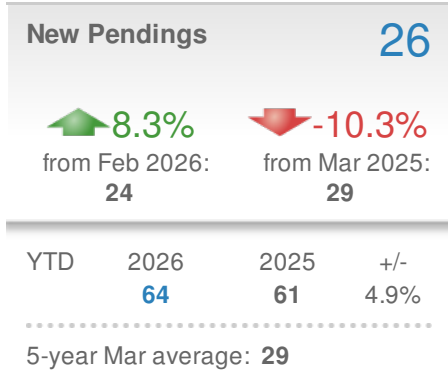 New Pendings 26
8.3% -10.3%
from Feb 2026: from Mar 2025:
24 29
YTD 2026 2025 +/-
64 61 4.9%
5-year Mar average: 29